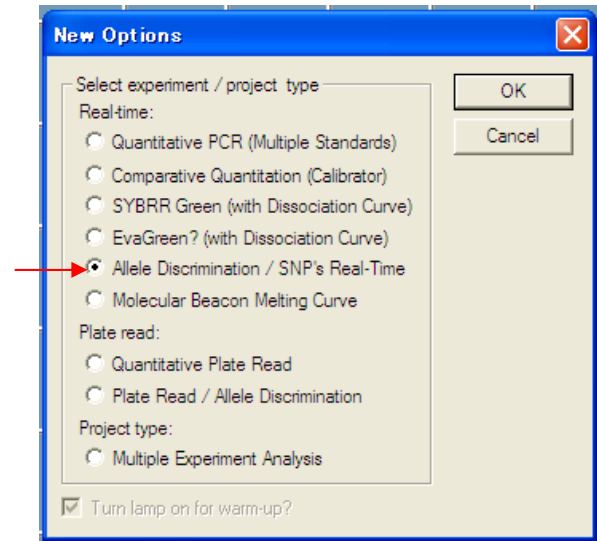 New Options
Select experiment / project type
OK
Real-time:
Cancel
Quantitative PCR (Multiple Standards)
Comparative Quantitation (Calibrator)
SYBRR Green (with Dissociation Curve)
EvaGreen? (with Dissociation Curve)
Allele Discrimination / SNP's Real-Time
Molecular Beacon Melting Curve
Plate read:
Quantitative Plate Read
Plate Read / Allele Discrimination
Project type:
Multiple Experiment Analysis
Turn lamp on for warm-up?